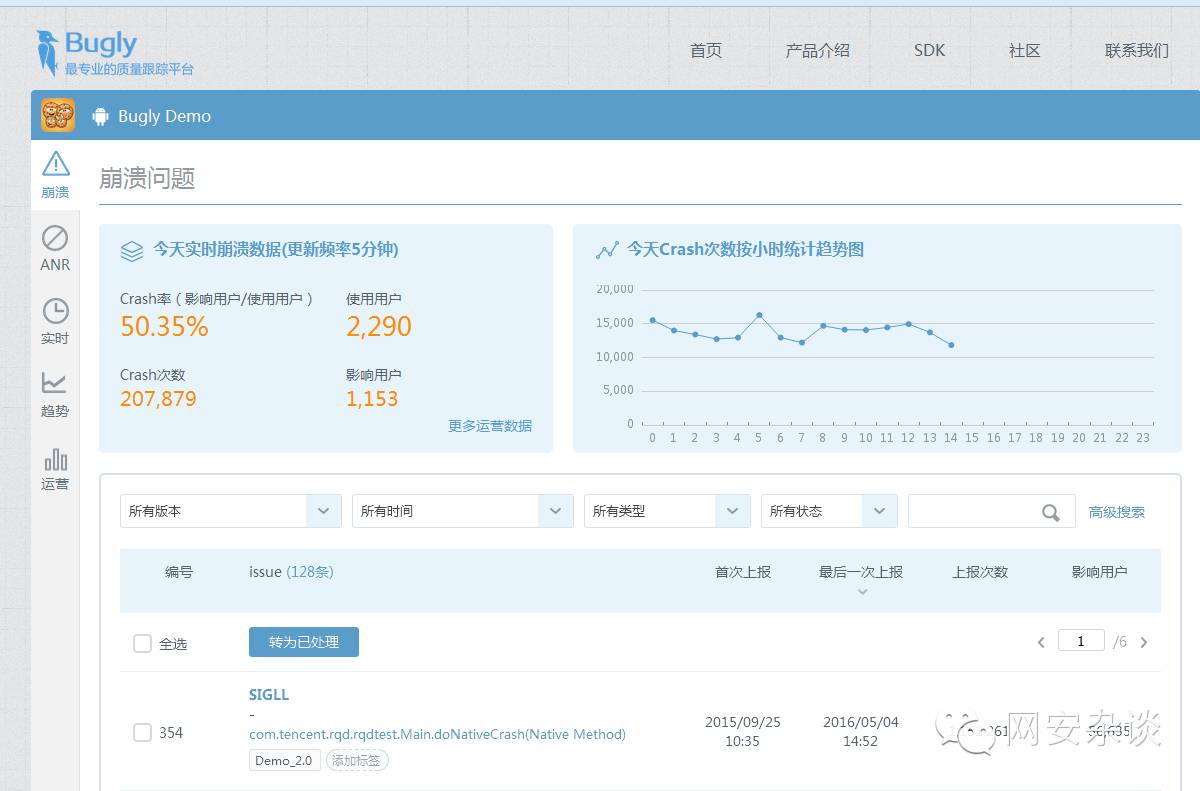 Bugly
最专业的质量跟踪平台
首页 产品介绍 SDK 社区 联系我们
Bugly Demo
崩溃
ANR
实时
趋势
运营
崩溃问题
今天实时崩溃数据(更新频率5分钟)
Crash率 ( 影响用户/使用用户 ) 使用用户
50.35% 2,290
Crash次数 影响用户
207,879 1,153
更多运营数据
今天Crash次数按小时统计趋势图
20,000
15,000
10,000
5,000
0
0 1 2 3 4 5 6 7 8 9 10 11 12 13 14 15 16 17 18 19 20 21 22 23
所有版本 所有时间 所有类型 所有状态 高级搜索
编号 issue (128条) 首次上报 最后一次上报 上报次数 影响用户
全选 转为已处理 1 /6
SIGLL
-
354 com.tencent.rqd.rqdtest.Main.doNativeCrash(Native Method)
Demo_2.0 添加标签
2015/09/25
10:35
2016/05/04
14:52
网安杂谈